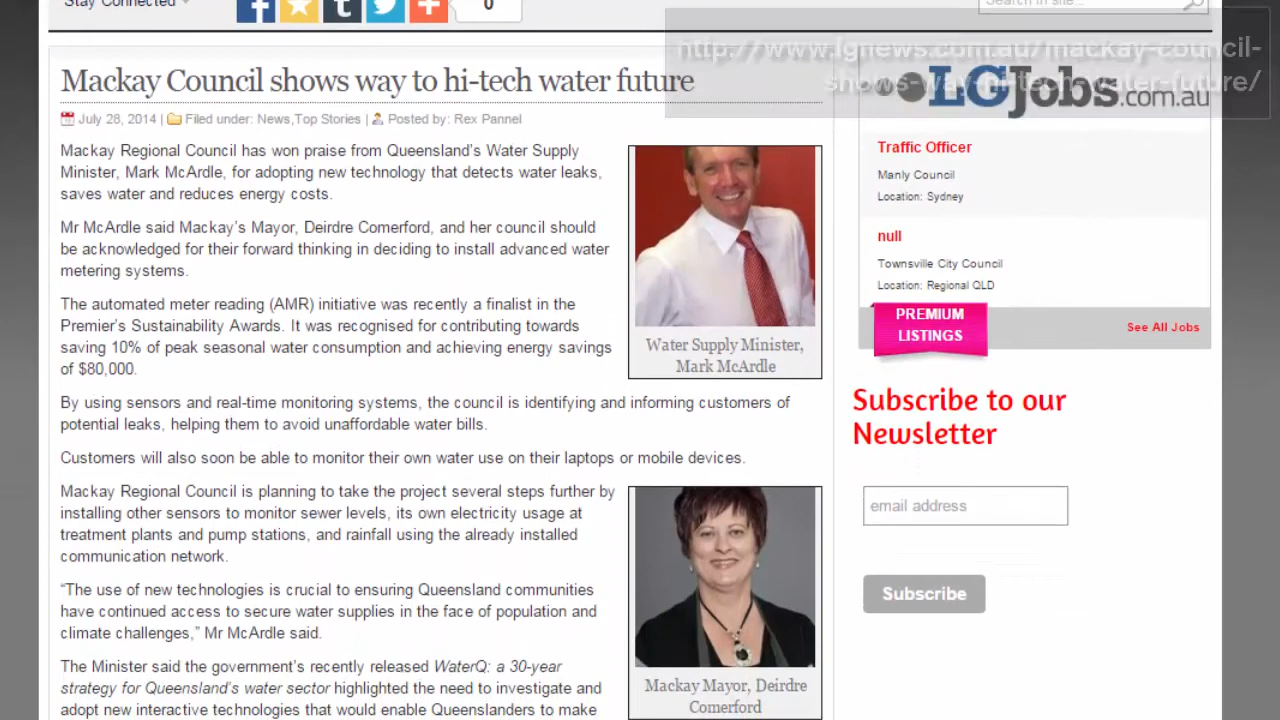 Stay Connected
0
Search in site...
http://www.lgnews.com.au/mackay-council-
shows-way-hi-tech-water-future/
LGJobs.com.au
Mackay Council shows way to hi-tech water future
July 28, 2014 | Filed under: News,Top Stories | Posted by: Rex Pannel
Mackay Regional Council has won praise from Queensland's Water Supply
Minister, Mark McArdle, for adopting new technology that detects water leaks,
saves water and reduces energy costs.
Mr McArdle said Mackay's Mayor, Deirdre Comerford, and her council should
be acknowledged for their forward thinking in deciding to install advanced water
metering systems.
The automated meter reading (AMR) initiative was recently a finalist in the
Premier's Sustainability Awards. It was recognised for contributing towards
saving 10% of peak seasonal water consumption and achieving energy savings
of $80,000.
Water Supply Minister,
Mark McArdle
By using sensors and real-time monitoring systems, the council is identifying and informing customers of
potential leaks, helping them to avoid unaffordable water bills.
Customers will also soon be able to monitor their own water use on their laptops or mobile devices.
Mackay Regional Council is planning to take the project several steps further by
installing other sensors to monitor sewer levels, its own electricity usage at
treatment plants and pump stations, and rainfall using the already installed
communication network.
“The use of new technologies is crucial to ensuring Queensland communities
have continued access to secure water supplies in the face of population and
climate challenges,” Mr McArdle said.
The Minister said the government's recently released WaterQ: a 30-year
strategy for Queensland's water sector highlighted the need to investigate and
adopt new interactive technologies that would enable Queenslanders to make
Mackay Mayor, Deirdre
Comerford
Traffic Officer
Manly Council
Location: Sydney
null
Townsville City Council
Location: Regional QLD
PREMIUM
LISTINGS
See All Jobs
Subscribe to our
Newsletter
email address
Subscribe